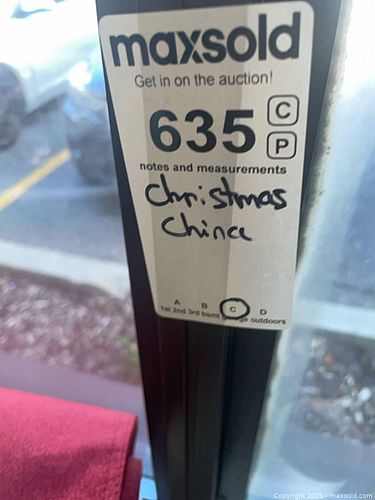 maxsold
Get in on the auction!
635 C
P
notes and measurements
Christmas
China
A B C D
1st 2nd 3rd bsmt garage outdoors
Copyright 2025 - maxsold.com